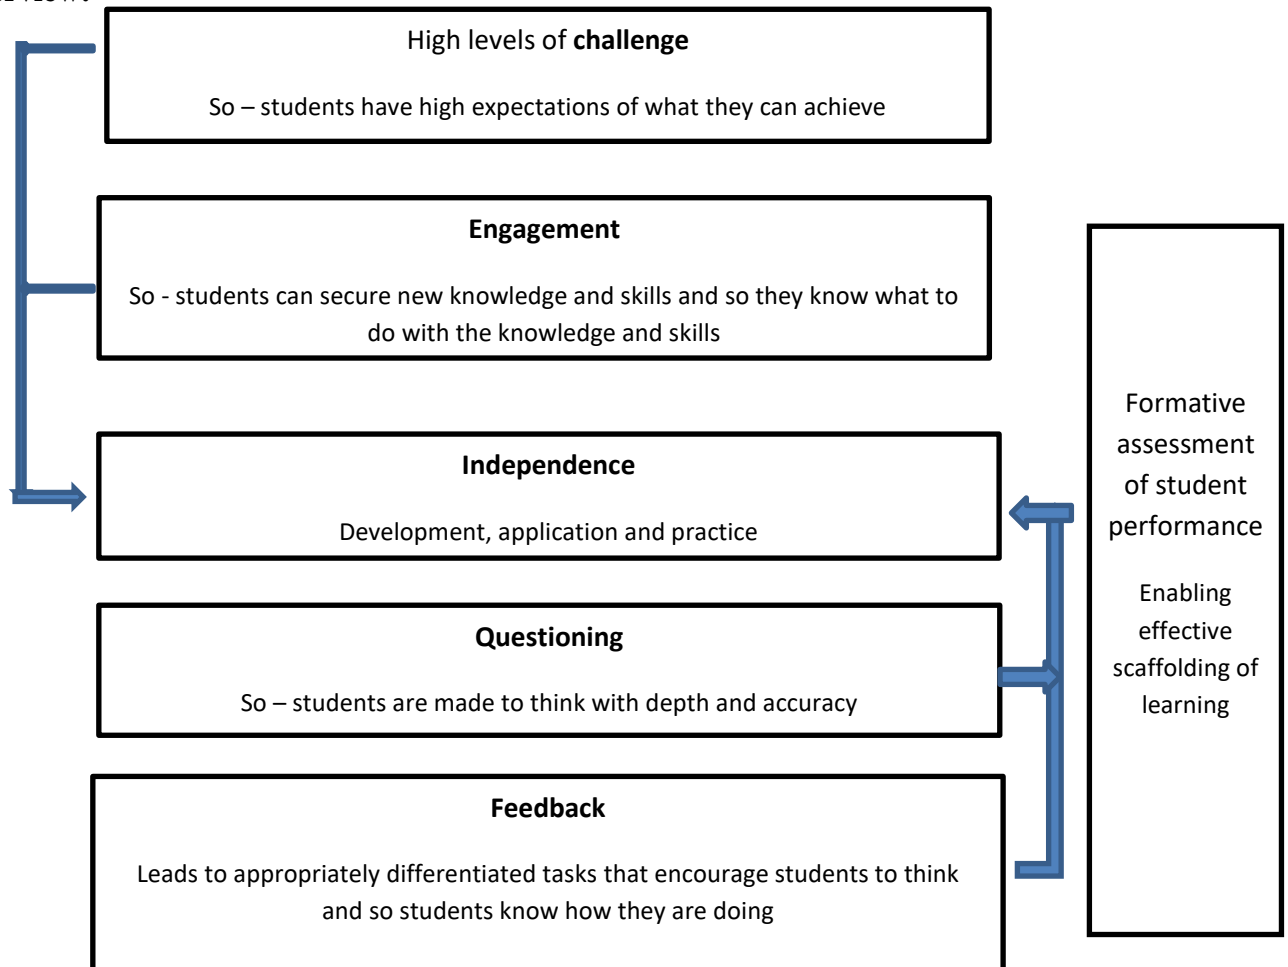 High levels of challenge
So – students have high expectations of what they can achieve
Engagement
So - students can secure new knowledge and skills and so they know what to
do with the knowledge and skills
Independence
Development, application and practice
Questioning
So – students are made to think with depth and accuracy
Feedback
Leads to appropriately differentiated tasks that encourage students to think
and so students know how they are doing
Formative
assessment
of student
performance
Enabling
effective
scaffolding of
learning